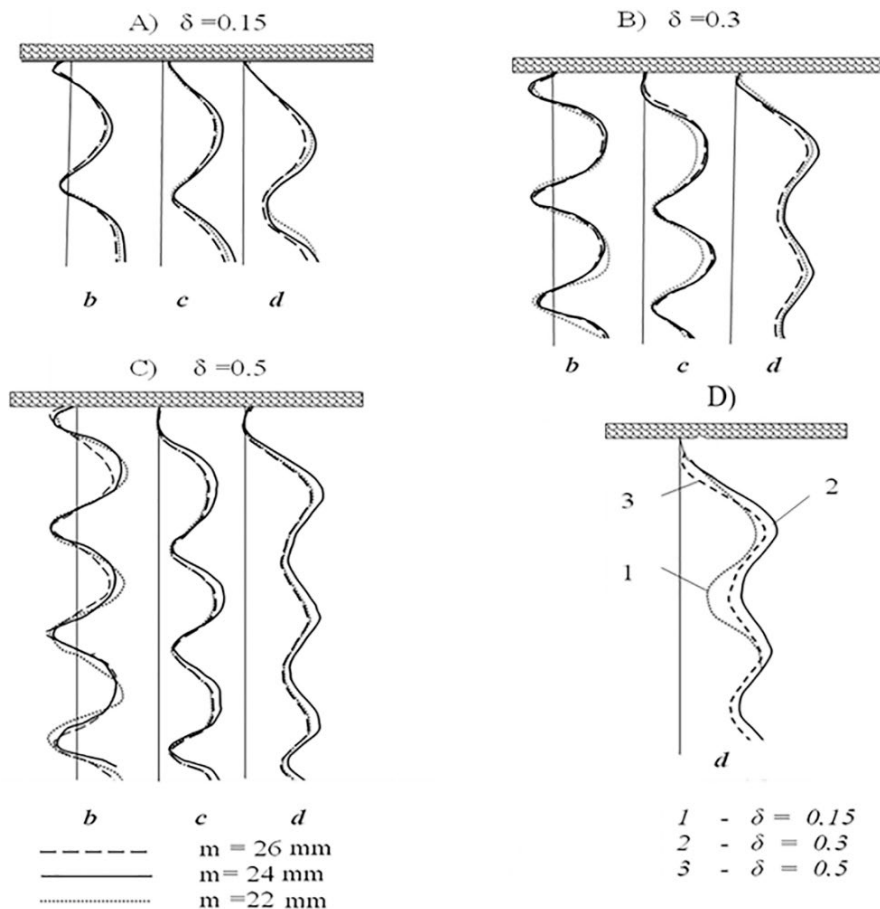 A) δ =0.15
B) δ =0.3
b c d
b c d
C) δ =0.5
D)
3
2
1
d
b c d
m = 26 mm
m= 24 mm
m=22 mm
1 - δ = 0.15
2 - δ = 0.3
3 - δ = 0.5